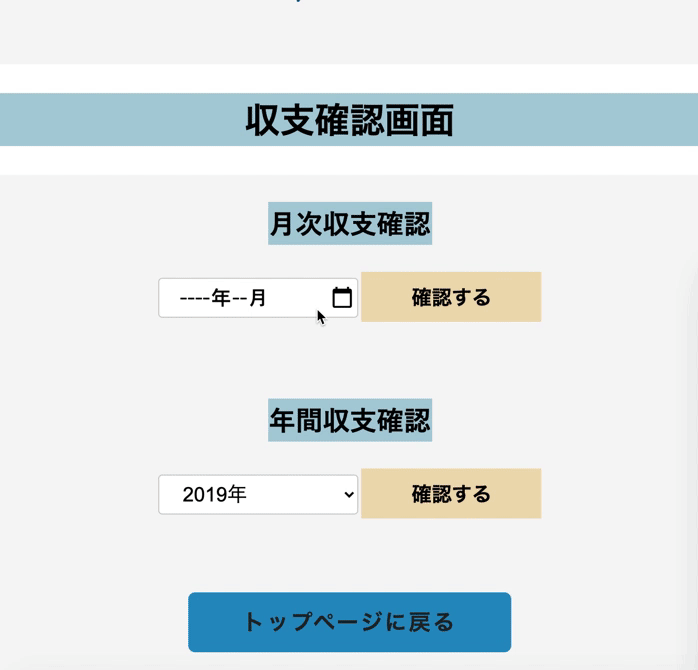 収支確認画面
月次収支確認
----年--月
確認する
年間収支確認
2019年
確認する
トップページに戻る